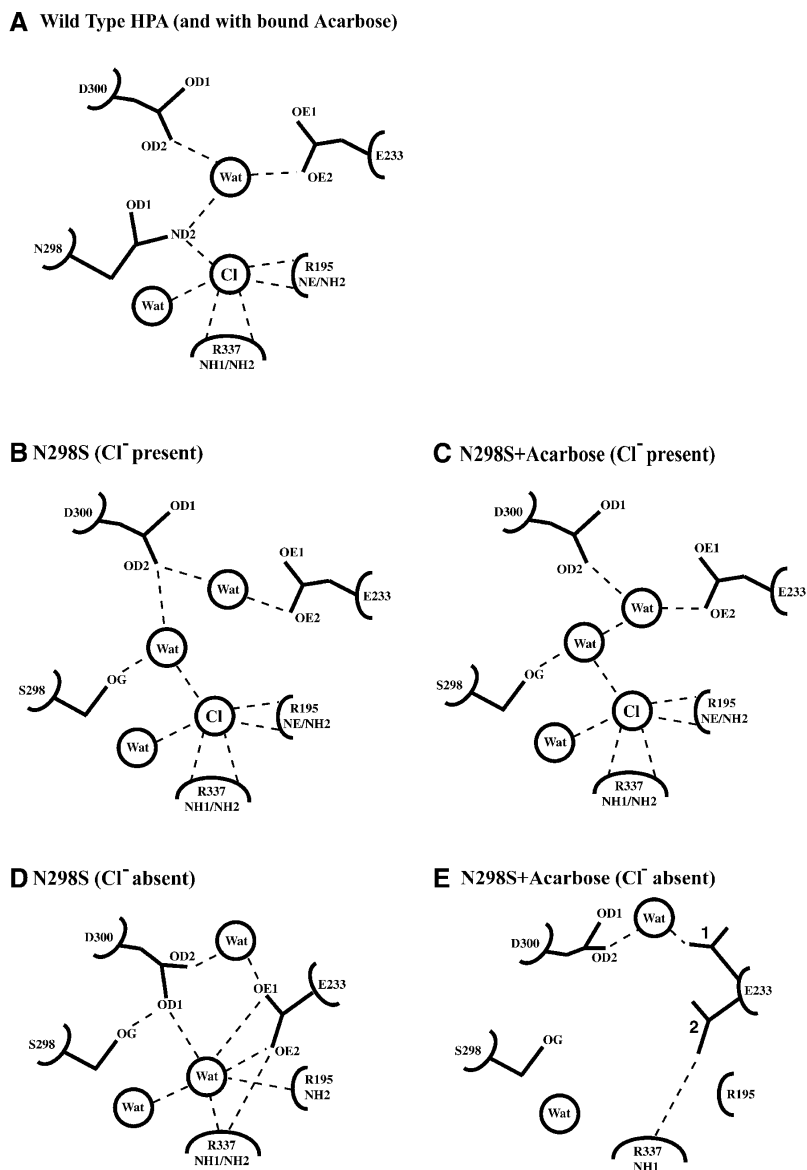 A Wild Type HPA (and with bound Acarbose)
D300
OD1
OD2
OE1
OE2
E233
Wat
OD1
ND2
N298
Cl
R195
NE/NH2
Wat
R337
NH1/NH2
B N298S (Cl⁻ present)
D300
OD1
OD2
Wat
OE1
OE2
E233
Wat
S298
OG
Cl
R195
NE/NH2
Wat
R337
NH1/NH2
C N298S+Acarbose (Cl⁻ present)
D300
OD1
OD2
OE1
OE2
E233
Wat
Wat
S298
OG
Cl
R195
NE/NH2
Wat
R337
NH1/NH2
D N298S (Cl⁻ absent)
D300
OD2
Wat
OD1
OE1
E233
S298
OG
OE2
Wat
R195
NH2
Wat
R337
NH1/NH2
E N298S+Acarbose (Cl⁻ absent)
OD1
Wat
1
D300
OD2
E233
2
S298
OG
R195
Wat
R337
NH1